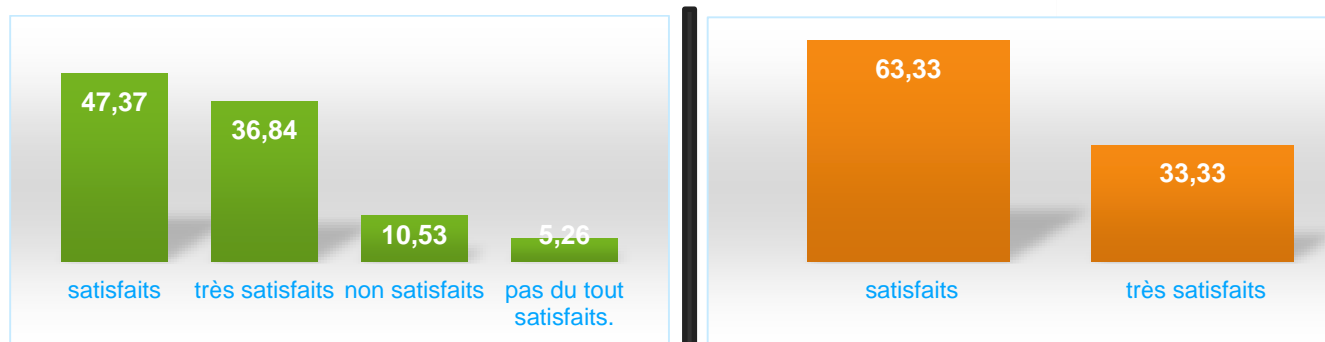 47,37
36,84
10,53
5,26
satisfaits
très satisfaits
non satisfaits
pas du tout
satisfaits.
63,33
33,33
satisfaits
très satisfaits